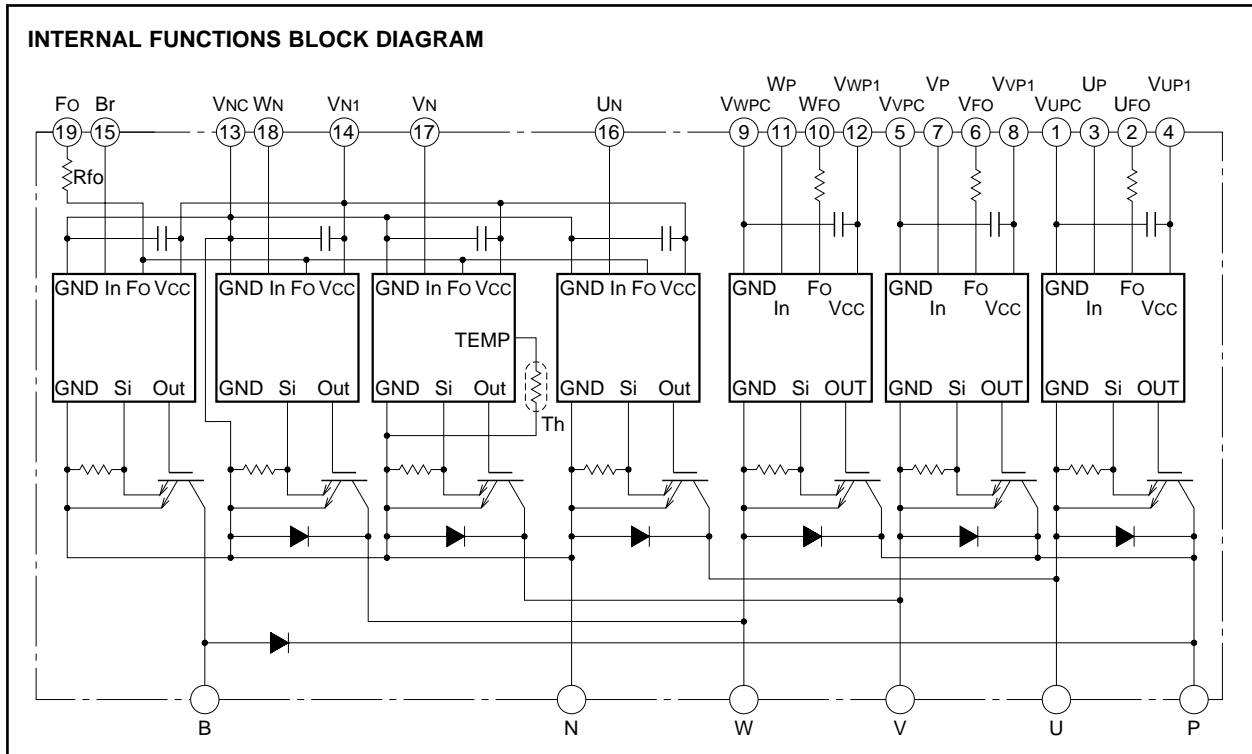 INTERNAL FUNCTIONS BLOCK DIAGRAM
WP VWP1 VP VVP1 UP VUP1
FO Br VNC WN VN1 VN UN VWPC WFO VVPC VFO VUPC UFO
19 15 13 18 14 17 16 9 11 10 12 5 7 6 8 1 3 2 4
Rfo
GND In FO VCC GND In FO VCC GND In FO VCC GND In FO VCC GND FO GND FO GND FO
In VCC In VCC In VCC
TEMP
GND Si Out GND Si Out GND Si Out GND Si Out GND Si OUT GND Si OUT GND Si OUT
Th
B N W V U P